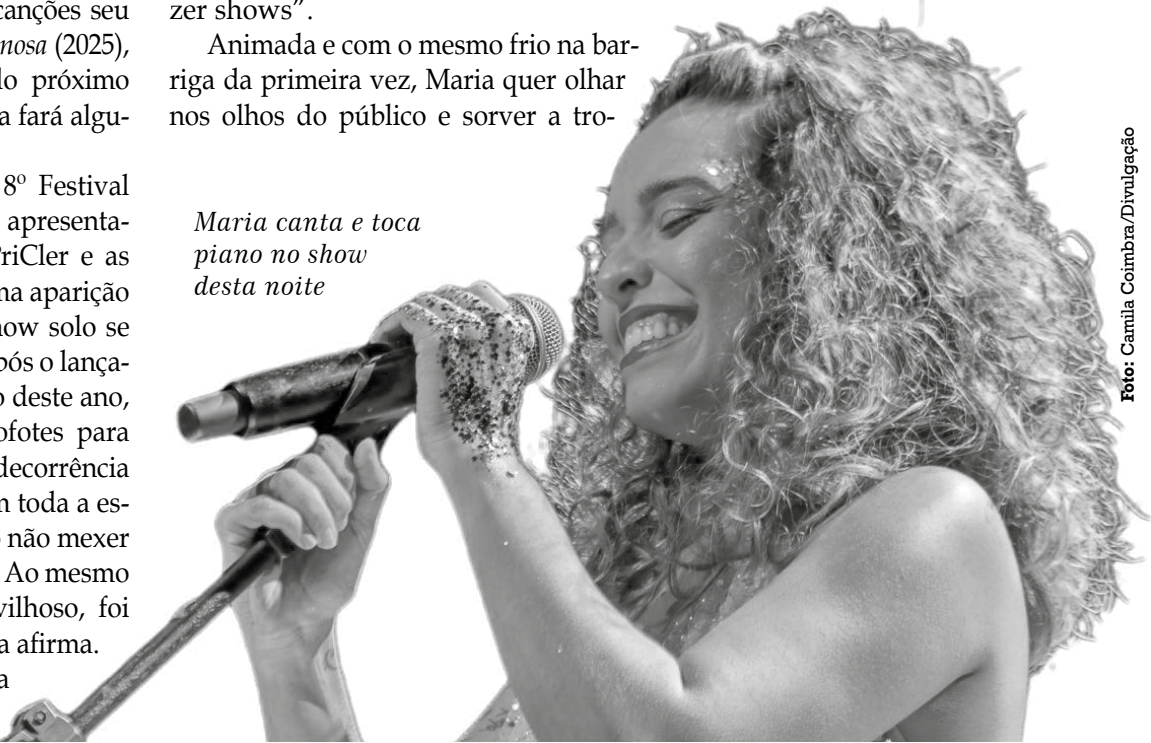 canções seu
nosa (2025),
lo próximo
a fará algu-
8º Festival
apresenta-
riCler e as
na aparição
how solo se
pós o lança-
o deste ano,
ofotes para
decorrência
m toda a es-
não mexer
Ao mesmo
vilhoso, foi
a afirma.
a
zer shows”.
Animada e com o mesmo frio na bar-
riga da primeira vez, Maria quer olhar
nos olhos do público e sorver a tro-
Maria canta e toca
piano no show
desta noite
Foto: Camila Coimbra/Divulgação